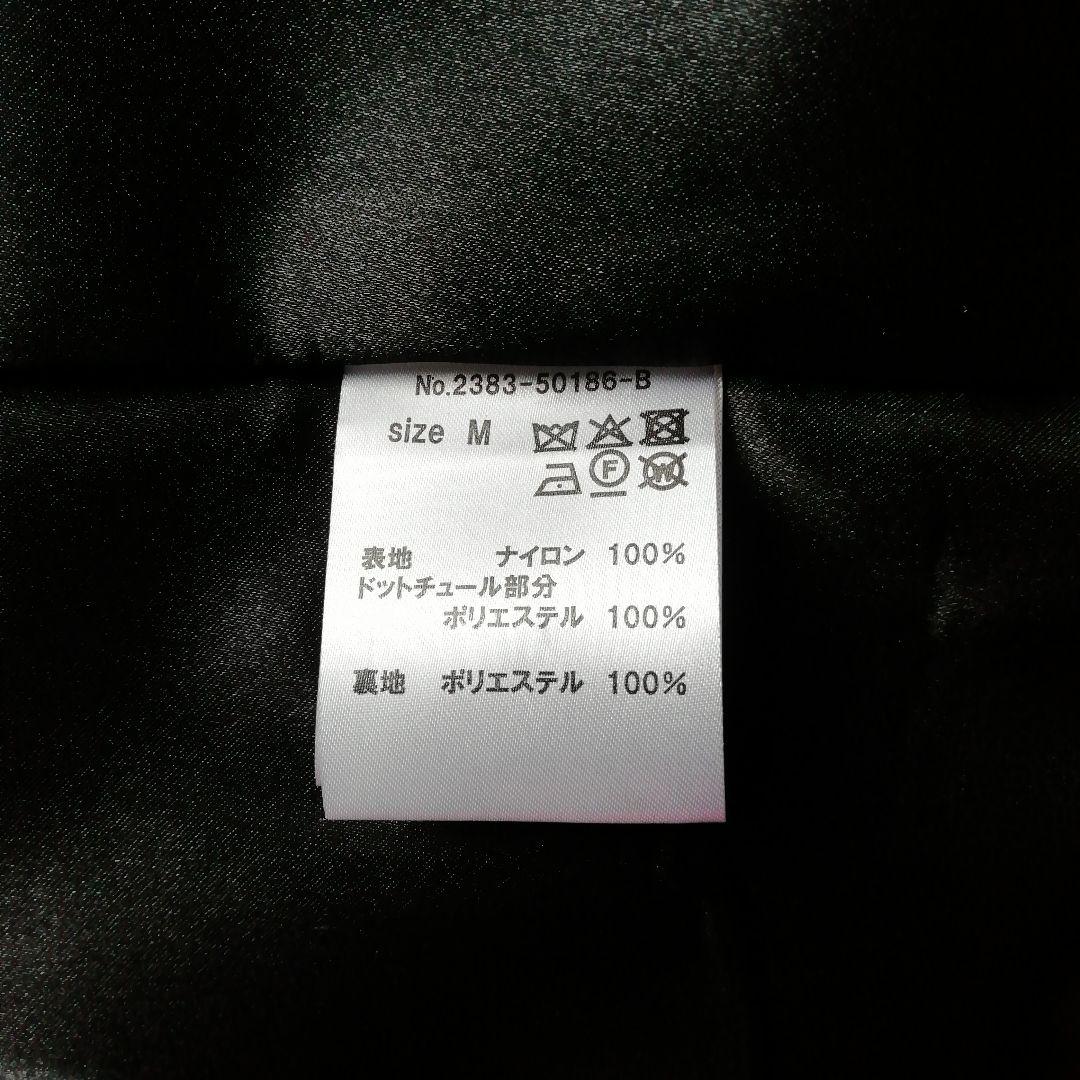 No.2383-50186-B
size M
F
W
表地 ナイロン 100%
ドットチュール部分
ポリエステル 100%
裏地 ポリエステル 100%